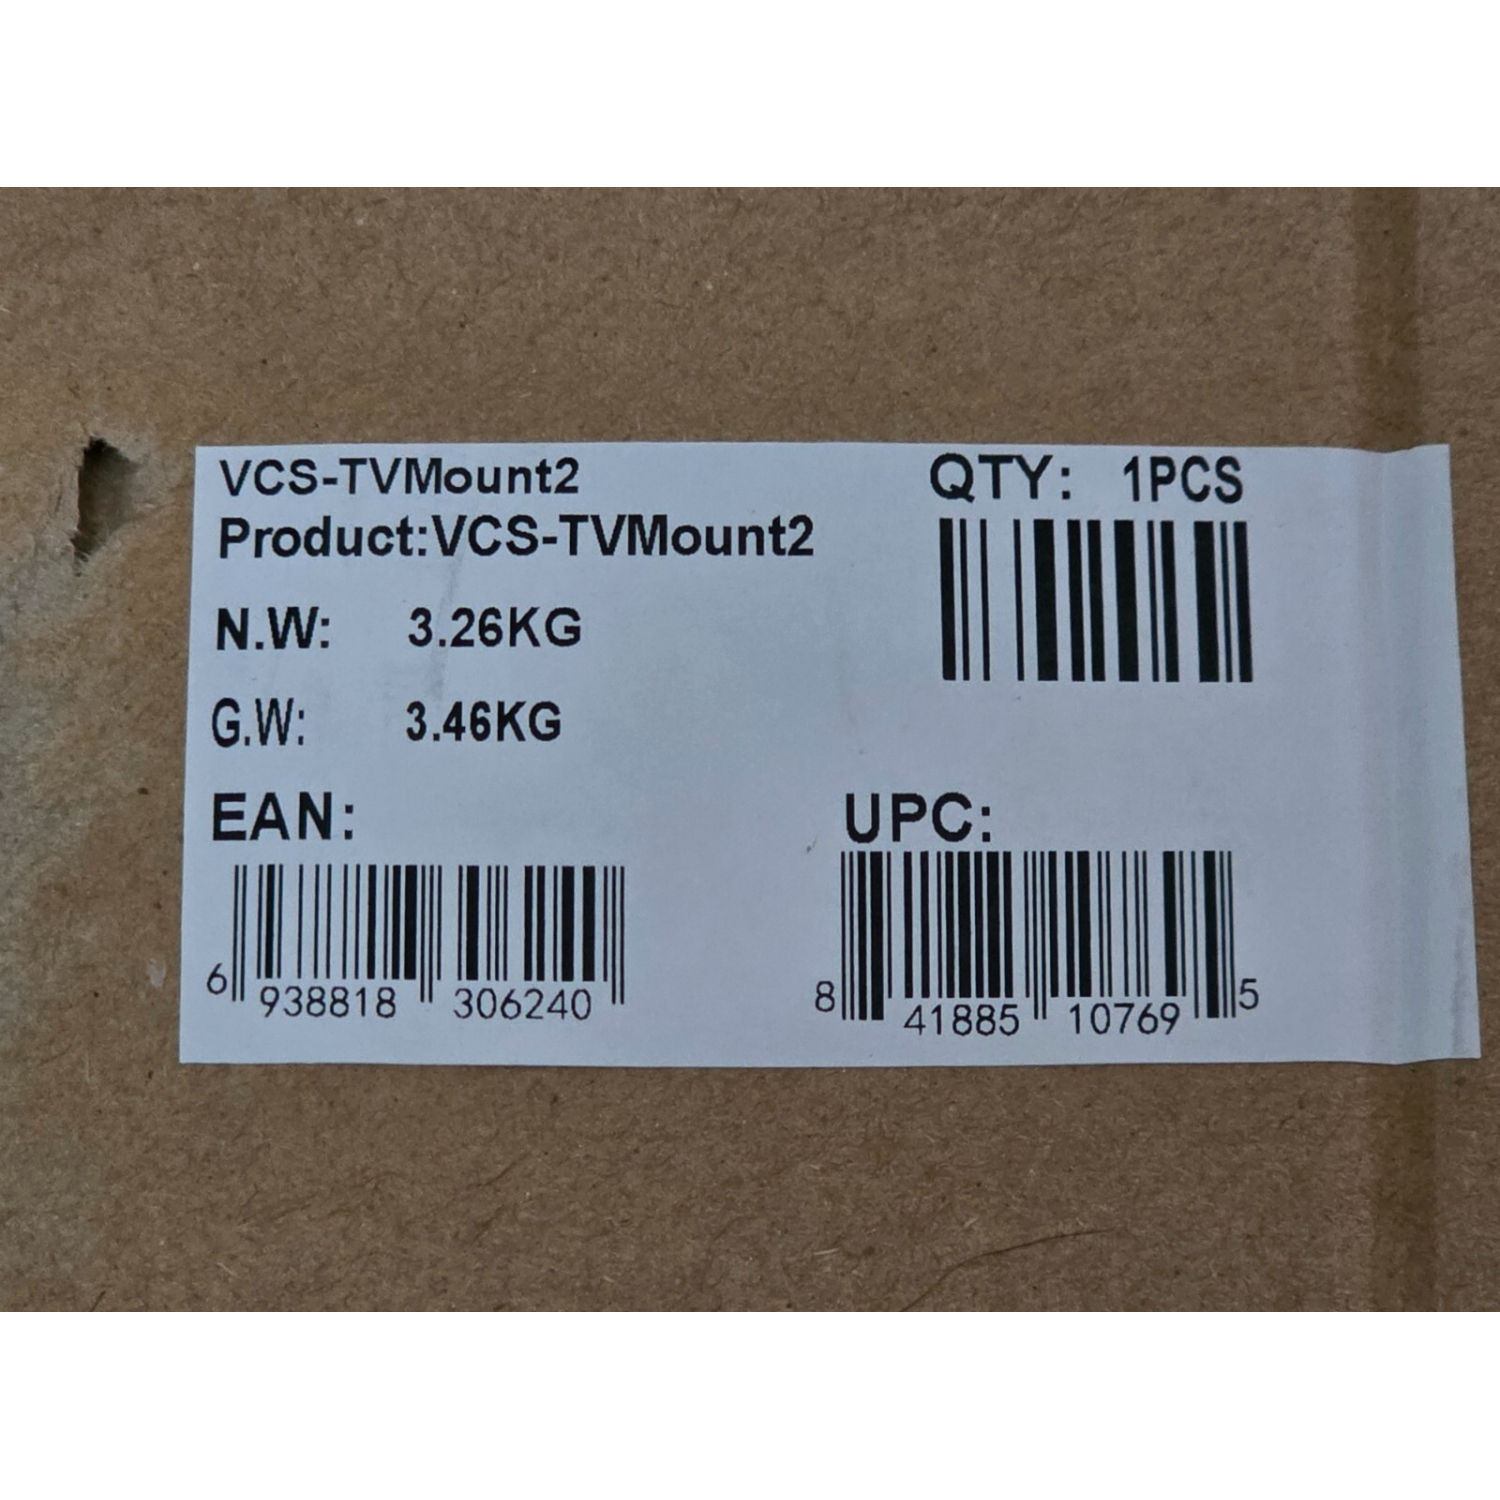 VCS-TVMount2
QTY: 1PCS
Product:VCS-TVMount2
N.W: 3.26KG
G.W: 3.46KG
EAN:
6 938818 306240
UPC:
8 41885 10769 5